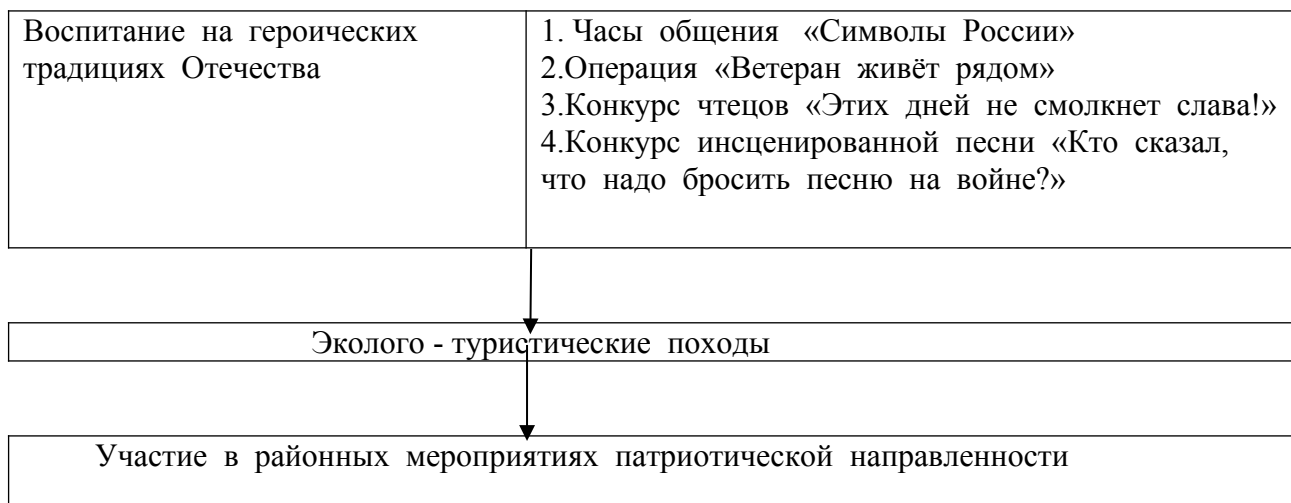 Воспитание на героических
традициях Отечества
1. Часы общения «Символы России»
2.Операция «Ветеран живёт рядом»
3.Конкурс чтецов «Этих дней не смолкнет слава!»
4.Конкурс инсценированной песни «Кто сказал,
что надо бросить песню на войне?»
Эколого - туристические походы
Участие в районных мероприятиях патриотической направленности